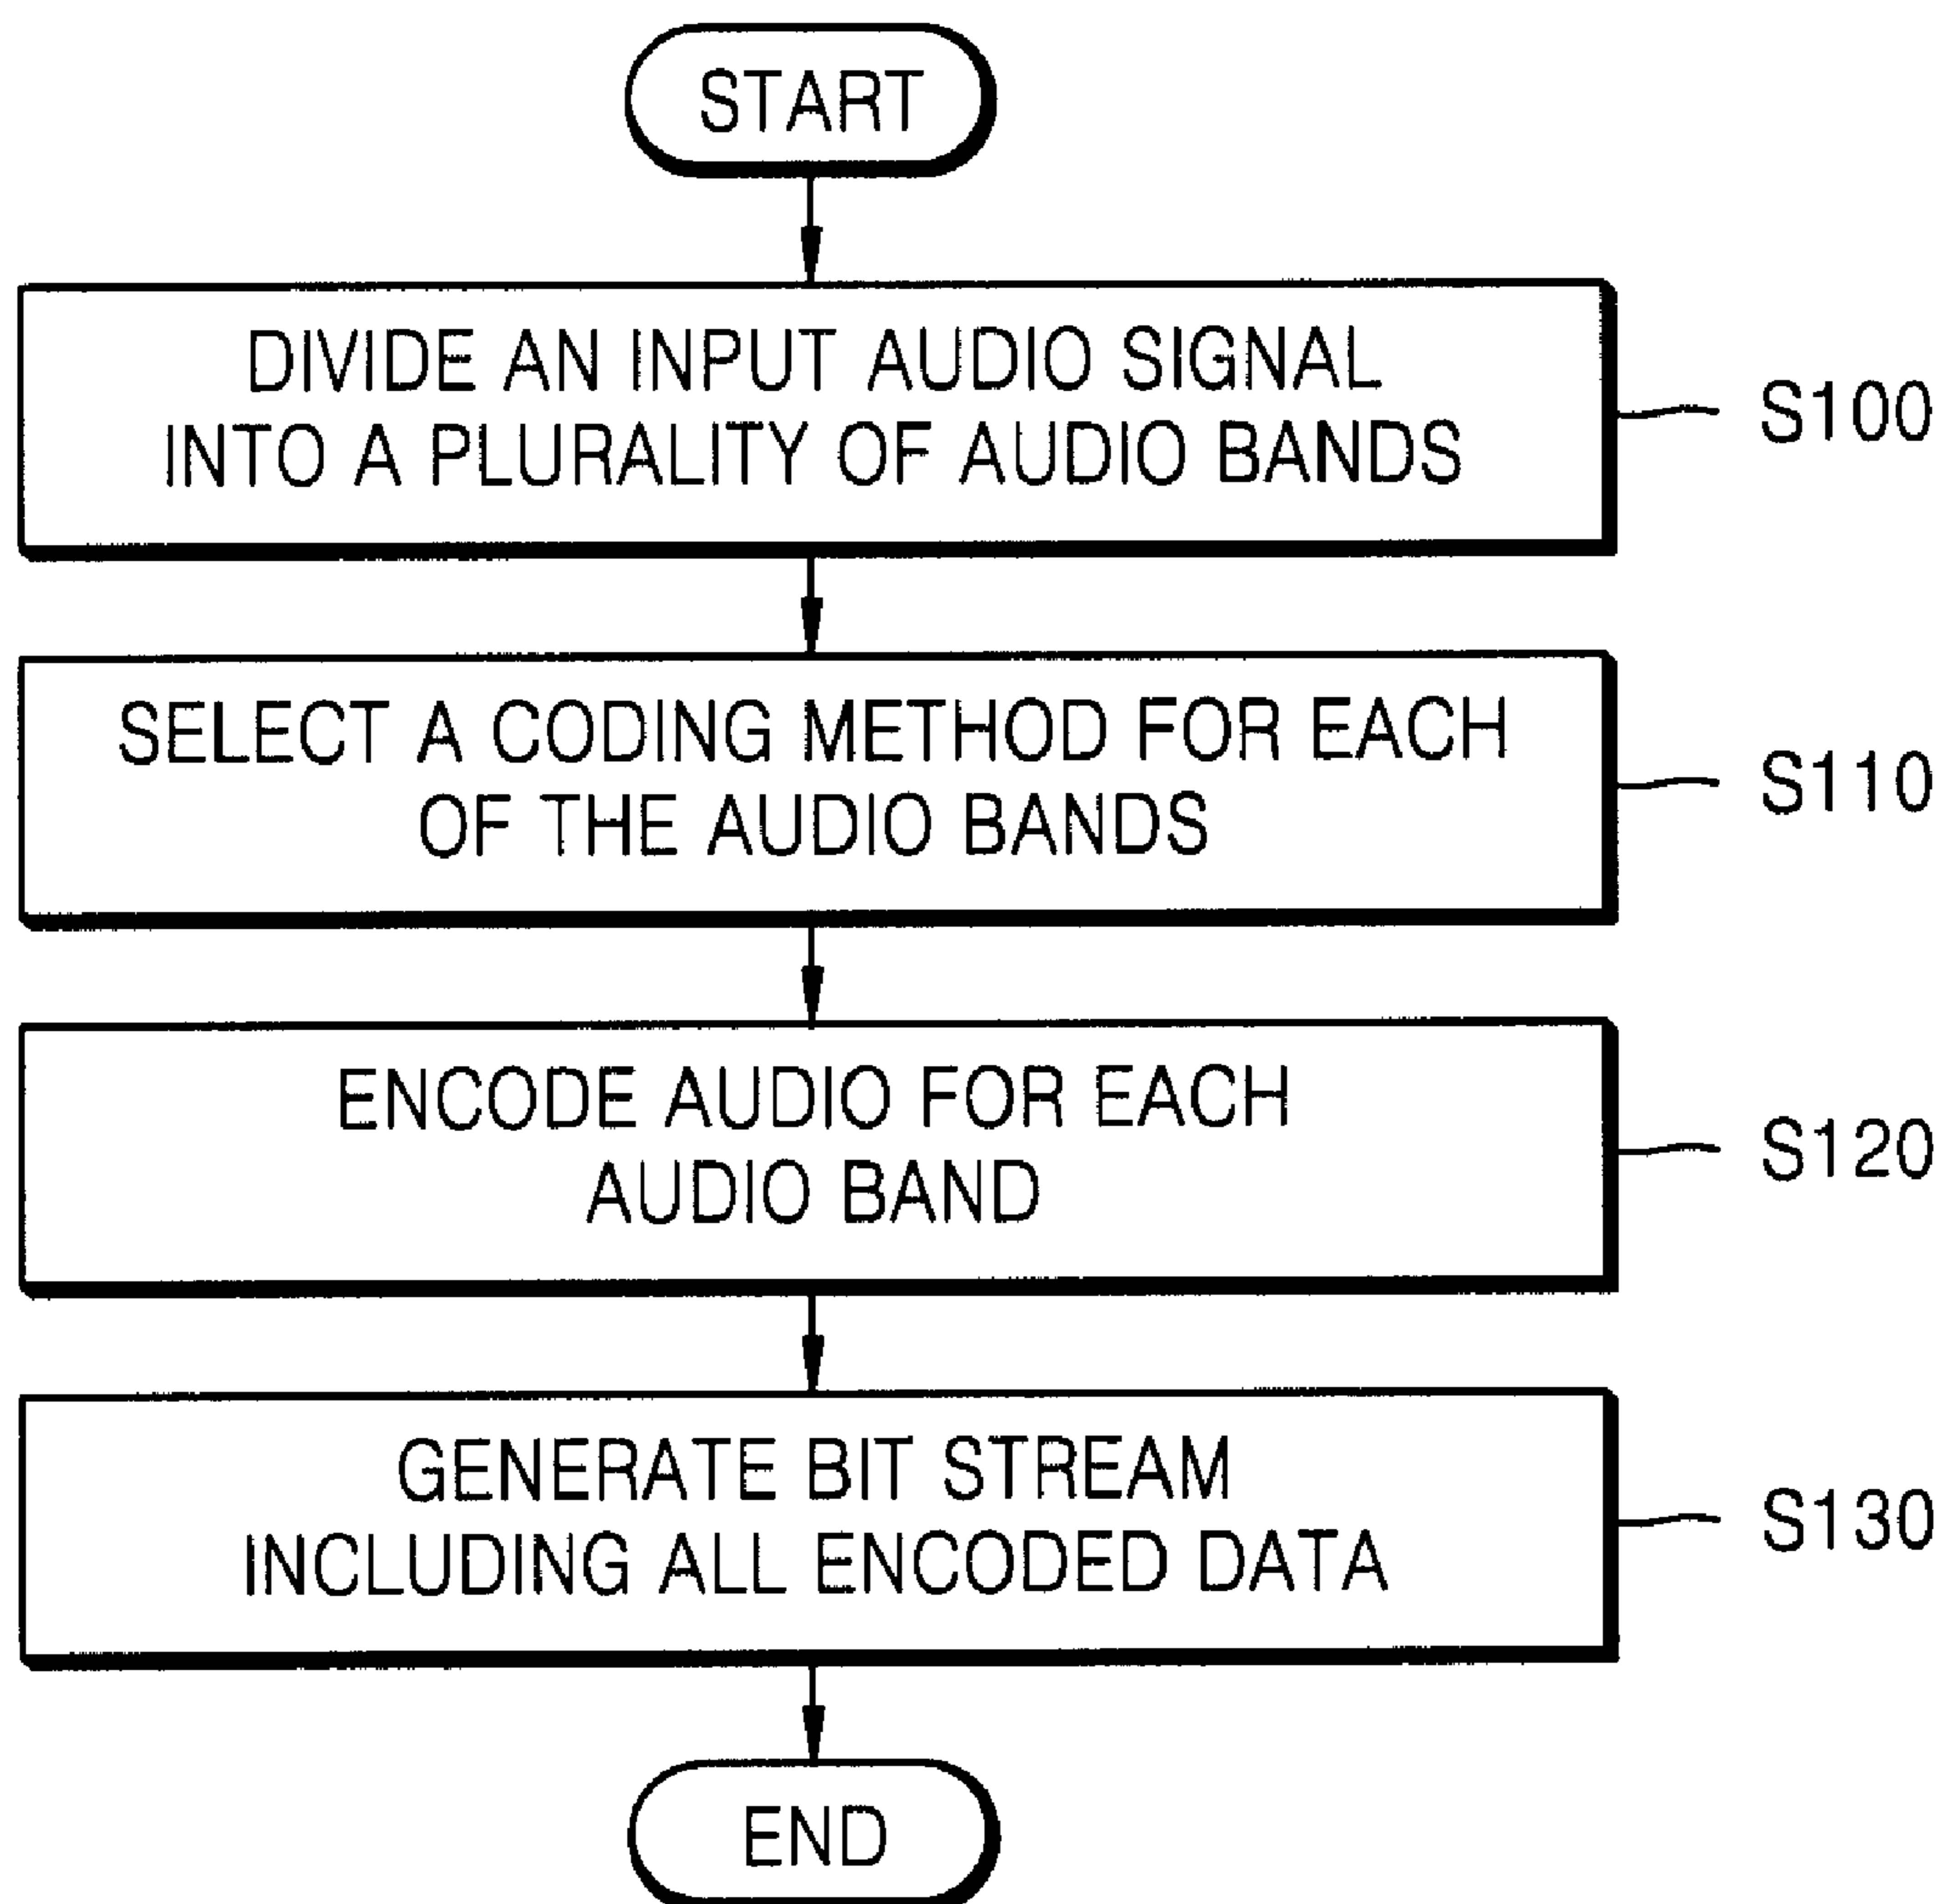 START
DIVIDE AN INPUT AUDIO SIGNAL
INTO A PLURALITY OF AUDIO BANDS
S100
SELECT A CODING METHOD FOR EACH
OF THE AUDIO BANDS
S110
ENCODE AUDIO FOR EACH
AUDIO BAND
S120
GENERATE BIT STREAM
INCLUDING ALL ENCODED DATA
S130
END